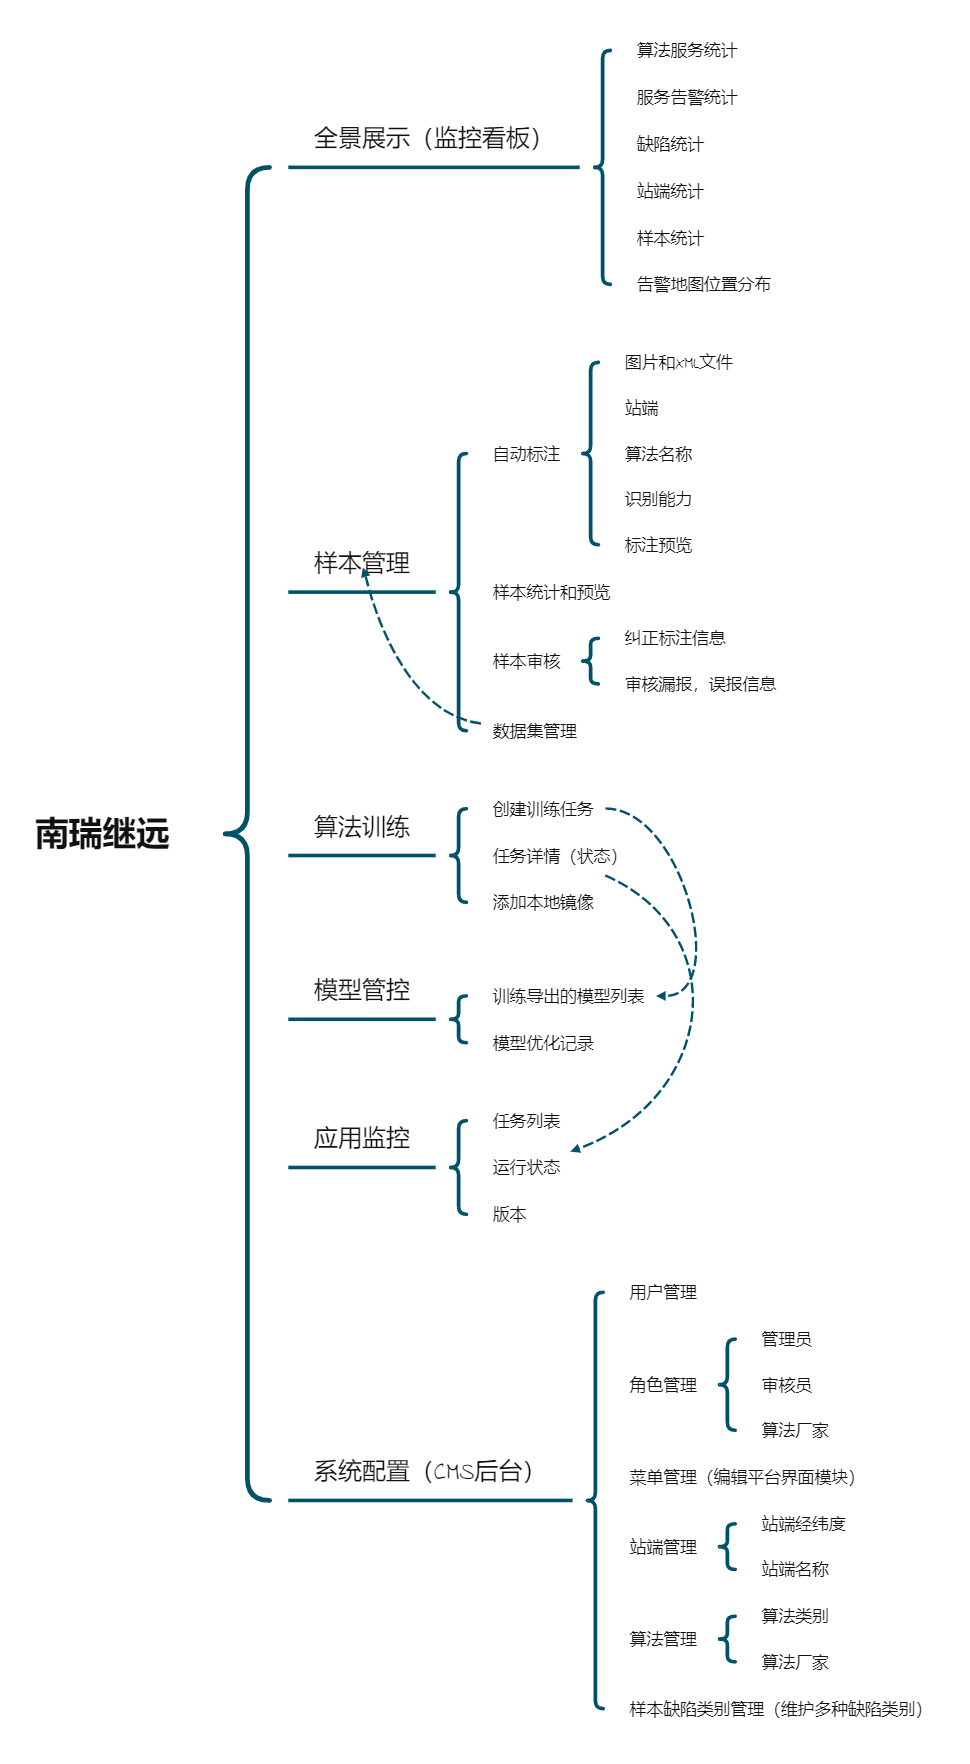 南瑞继远
全景展示（监控看板）
算法服务统计
服务告警统计
缺陷统计
站端统计
样本统计
告警地图位置分布
样本管理
自动标注
图片和XML文件
站端
算法名称
识别能力
标注预览
样本统计和预览
样本审核
纠正标注信息
审核漏报，误报信息
数据集管理
算法训练
创建训练任务
任务详情（状态）
添加本地镜像
模型管控
训练导出的模型列表
模型优化记录
应用监控
任务列表
运行状态
版本
系统配置（CMS后台）
用户管理
角色管理
管理员
审核员
算法厂家
菜单管理（编辑平台界面模块）
站端管理
站端经纬度
站端名称
算法管理
算法类别
算法厂家
样本缺陷类别管理（维护多种缺陷类别）